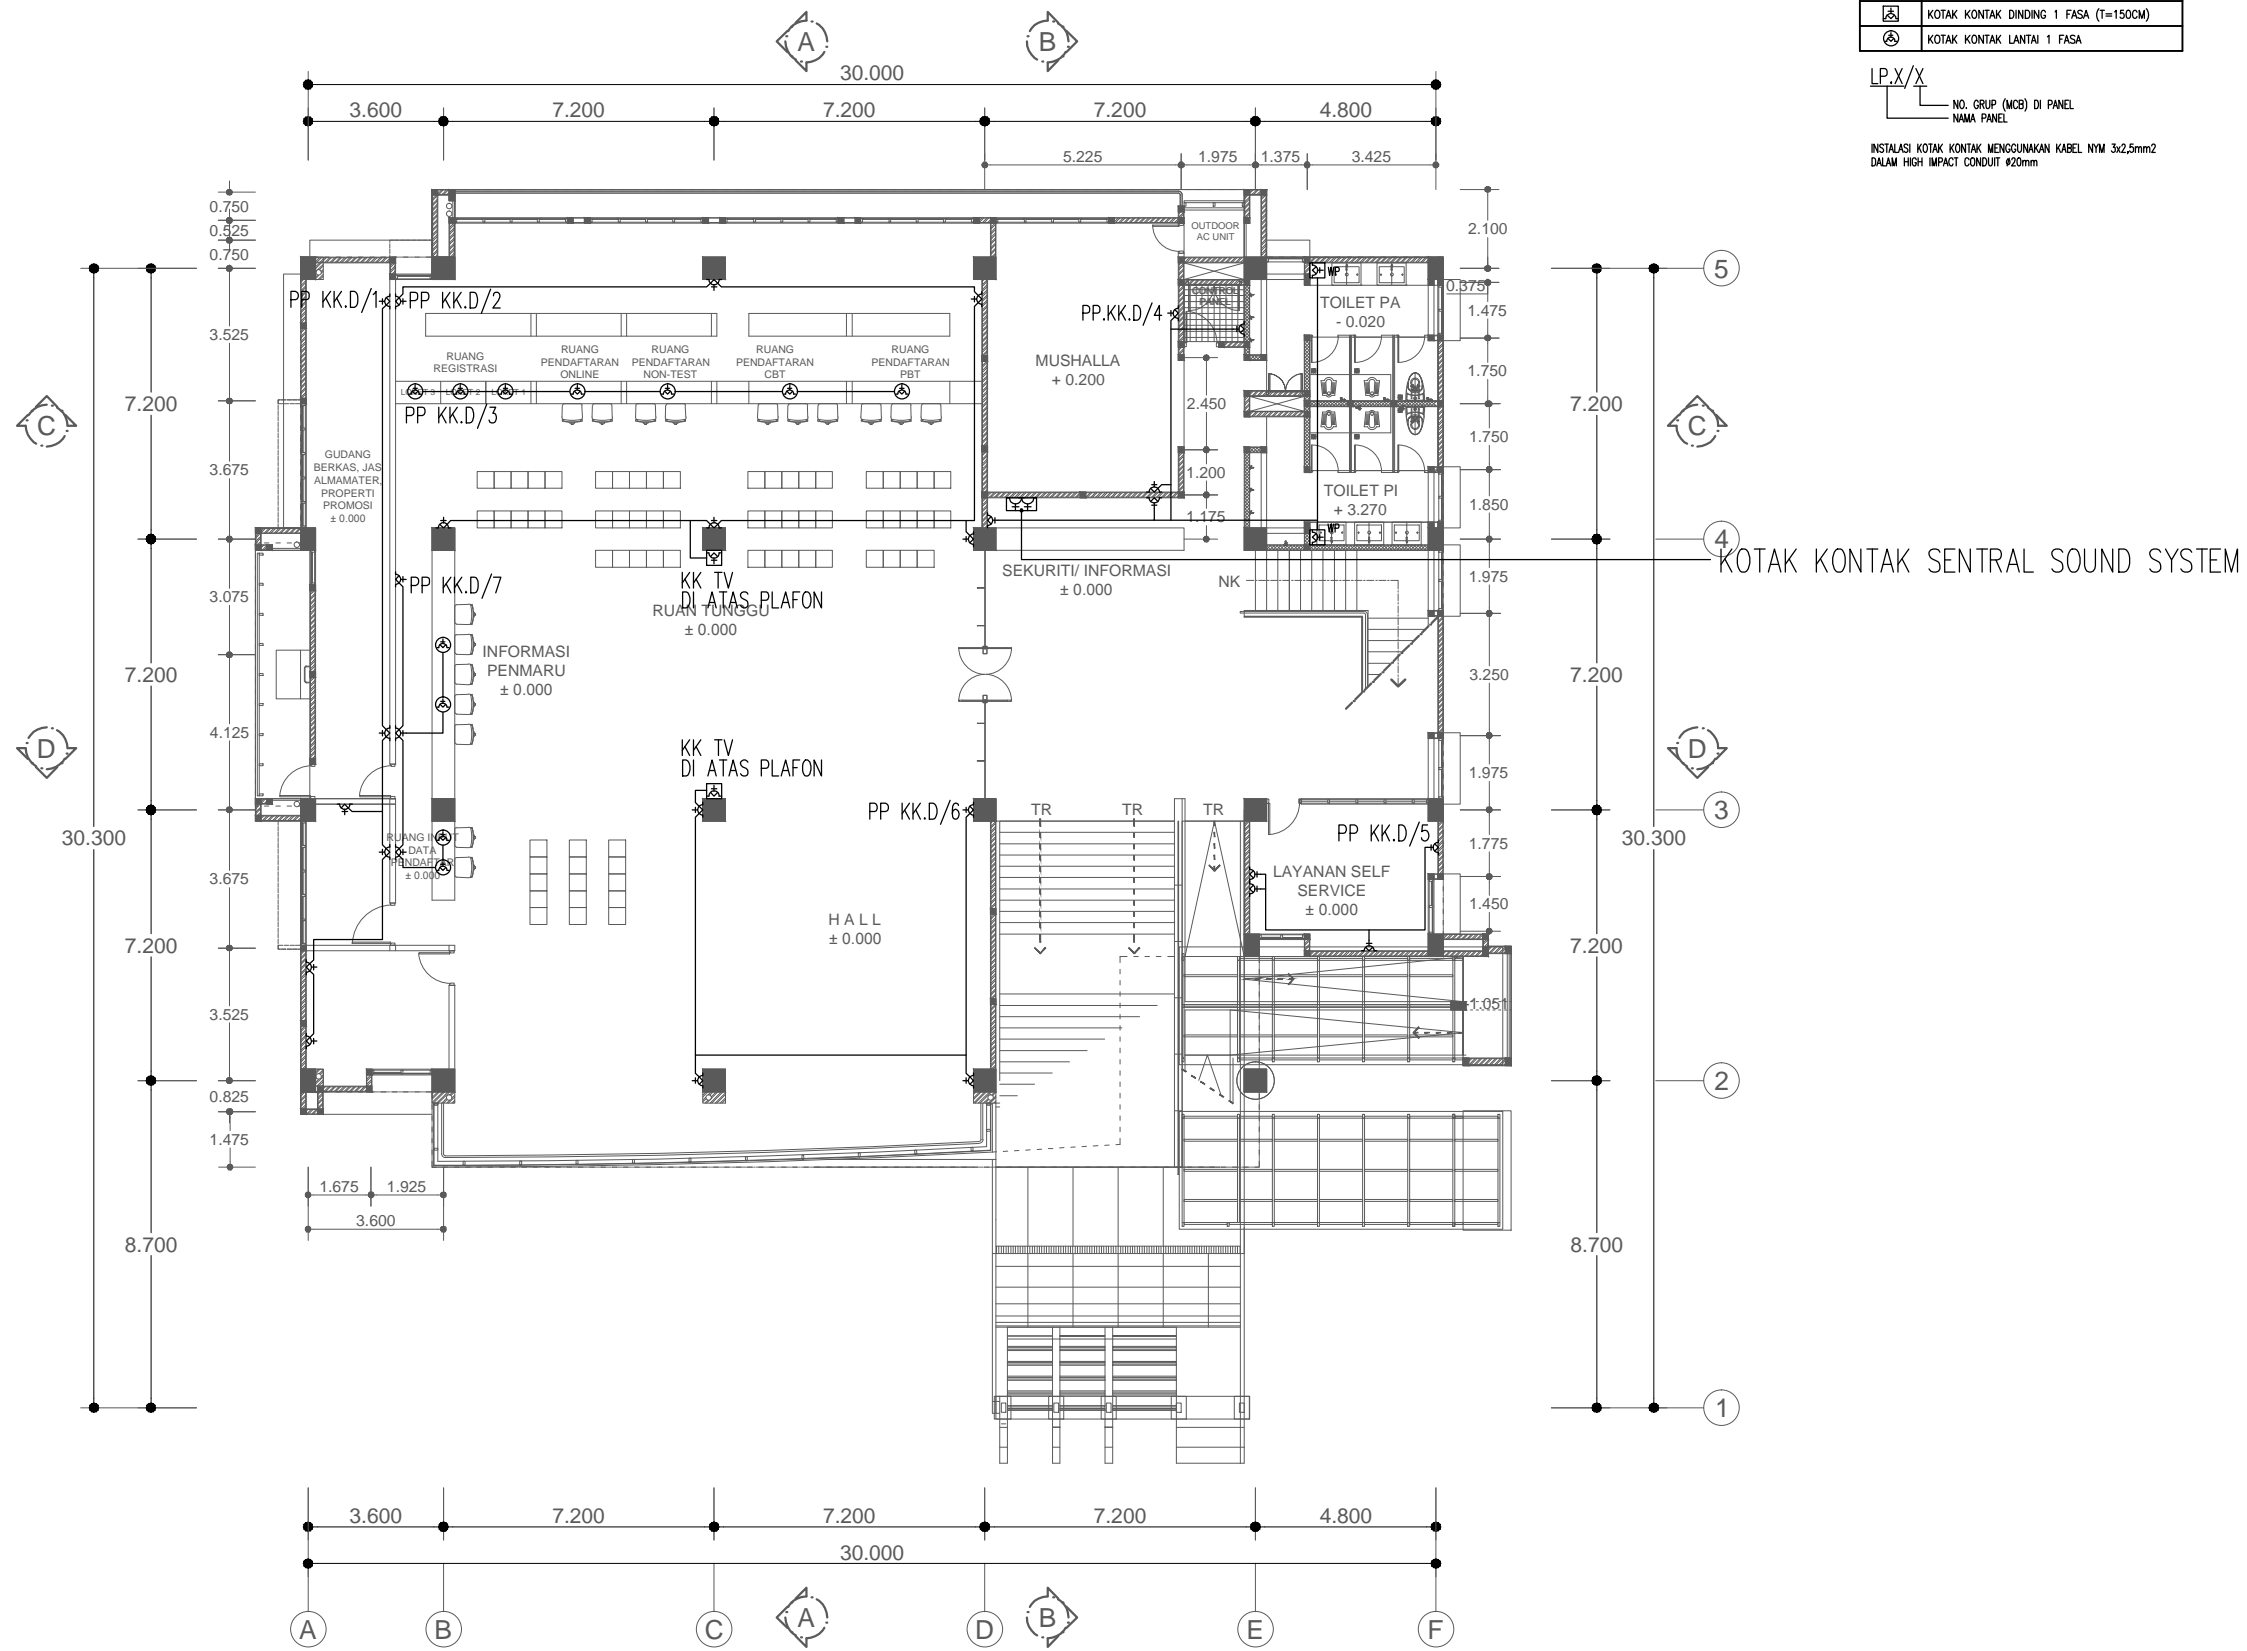 KOTAK KONTAK DINDING 1 FASA (T=150CM)
KOTAK KONTAK LANTAI 1 FASA
LP.X/X
NO. GRUP (MCB) DI PANEL
NAMA PANEL
INSTALASI KOTAK KONTAK MENGGUNAKAN KABEL NYM 3x2,5mm2
DALAM HIGH IMPACT CONDUIT ø20mm
A
B
30.000
3.600
7.200
7.200
7.200
4.800
5.225
1.975
1.375
3.425
0.750
0.525
0.750
2.100
OUTDOOR
AC UNIT
5
PP KK.D/1
PP KK.D/2
PP.KK.D/4
CONTROL
PANEL
WP
TOILET PA
- 0.020
0.375
1.475
3.525
RUANG
REGISTRASI
RUANG
PENDAFTARAN
ONLINE
RUANG
PENDAFTARAN
NON-TEST
RUANG
PENDAFTARAN
CBT
RUANG
PENDAFTARAN
PBT
MUSHALLA
+ 0.200
1.750
7.200
2.450
7.200
C
C
PP KK.D/3
1.750
GUDANG
BERKAS, JAS
ALMAMATER,
PROPERTI
PROMOSI
± 0.000
3.675
1.200
TOILET PI
+ 3.270
1.850
1.175
WP
4
KOTAK KONTAK SENTRAL SOUND SYSTEM
KK TV
DI ATAS PLAFON
RUAN TUNGGU
± 0.000
SEKURITI/ INFORMASI
± 0.000
NK
1.975
3.075
PP KK.D/7
INFORMASI
PENMARU
± 0.000
7.200
3.250
7.200
4.125
D
D
KK TV
DI ATAS PLAFON
1.975
PP KK.D/6
TR
TR
TR
3
30.300
PP KK.D/5
1.775
30.300
DATA
± 0.000
3.675
LAYANAN SELF
SERVICE
± 0.000
1.450
HALL
± 0.000
7.200
7.200
3.525
1.051
2
0.825
1.475
1.675
1.925
3.600
8.700
8.700
1
3.600
7.200
7.200
7.200
4.800
30.000
A
B
C
D
E
F
A
B